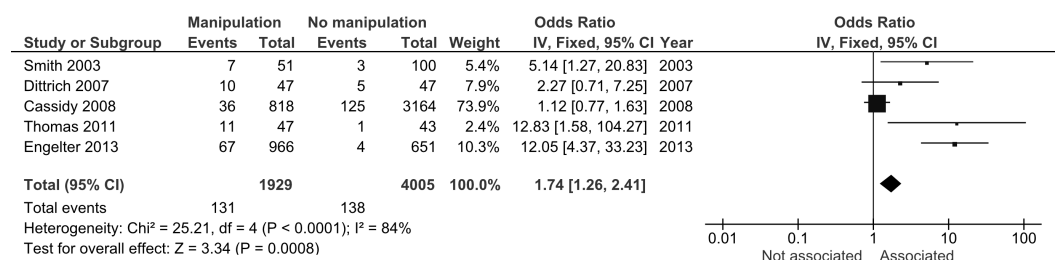 Manipulation No manipulation Odds Ratio Odds Ratio
Study or Subgroup Events Total Events Total Weight IV, Fixed, 95% CI Year IV, Fixed, 95% CI
Smith 2003 7 51 3 100 5.4% 5.14 [1.27, 20.83] 2003
Dittrich 2007 10 47 5 47 7.9% 2.27 [0.71, 7.25] 2007
Cassidy 2008 36 818 125 3164 73.9% 1.12 [0.77, 1.63] 2008
Thomas 2011 11 47 1 43 2.4% 12.83 [1.58, 104.27] 2011
Engelter 2013 67 966 4 651 10.3% 12.05 [4.37, 33.23] 2013
Total (95% CI) 1929 4005 100.0% 1.74 [1.26, 2.41]
Total events 131 138
Heterogeneity: Chi² = 25.21, df = 4 (P < 0.0001); I² = 84%
Test for overall effect: Z = 3.34 (P = 0.0008)
0.01 0.1 1 10 100
Not associated Associated